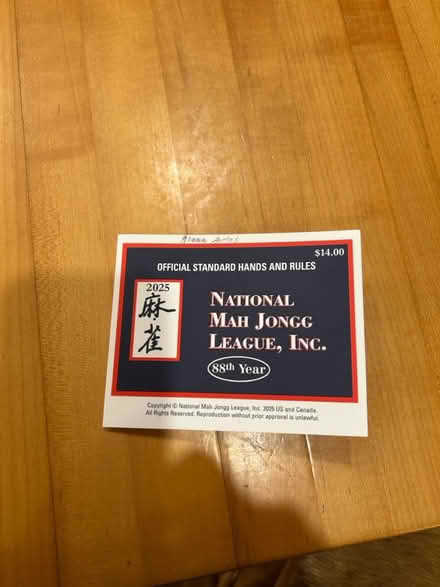 $14.00
OFFICIAL STANDARD HANDS AND RULES
2025
麻
雀
NATIONAL
MAH JONGG
LEAGUE, INC.
88th Year
Copyright © National Mah Jongg League, Inc. 2025 US and Canada.
All Rights Reserved. Reproduction without prior approval is unlawful.